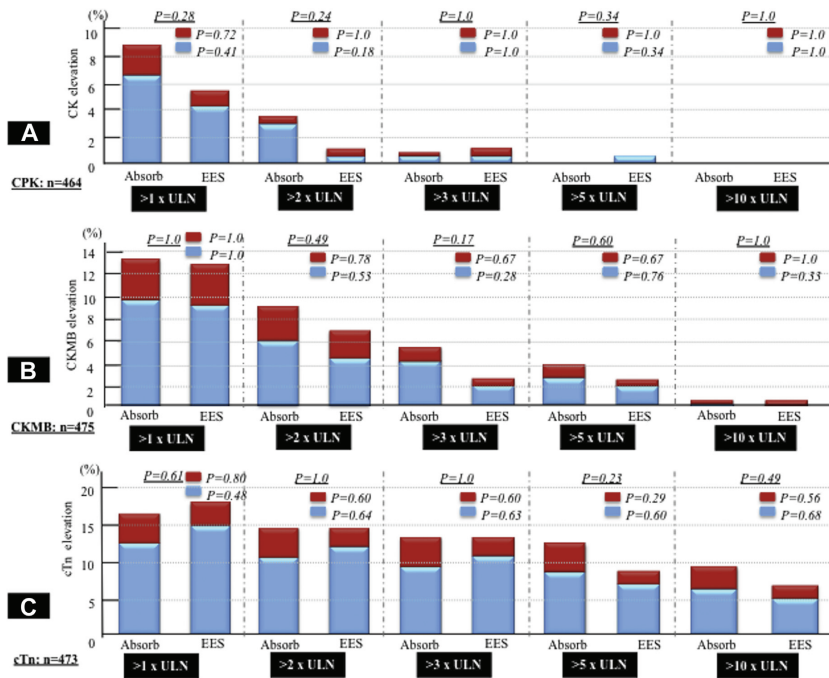 P=0.28 P=0.24 P=1.0 P=0.34 P=1.0
(%)
10
8
6
4
2
0
CK elevation
P=0.72 P=1.0 P=1.0 P=1.0 P=1.0
P=0.41 P=0.18 P=1.0 P=0.34 P=1.0
A
Absorb EES Absorb EES Absorb EES Absorb EES Absorb EES
CPK: n=464
>1 x ULN >2 x ULN >3 x ULN >5 x ULN >10 x ULN
(%)
P=1.0 P=0.49 P=0.17 P=0.60 P=1.0
14
12
10
8
6
4
2
0
CKMB elevation
P=1.0 P=0.78 P=0.67 P=0.67 P=1.0
P=1.0 P=0.53 P=0.28 P=0.76 P=0.33
B
Absorb EES Absorb EES Absorb EES Absorb EES Absorb EES
CKMB: n=475
>1 x ULN >2 x ULN >3 x ULN >5 x ULN >10 x ULN
(%)
P=0.61 P=1.0 P=1.0 P=0.23 P=0.49
20
15
10
5
0
cTn elevation
P=0.80 P=0.60 P=0.60 P=0.29 P=0.56
P=0.48 P=0.64 P=0.63 P=0.60 P=0.68
C
Absorb EES Absorb EES Absorb EES Absorb EES Absorb EES
cTn: n=473
>1 x ULN >2 x ULN >3 x ULN >5 x ULN >10 x ULN